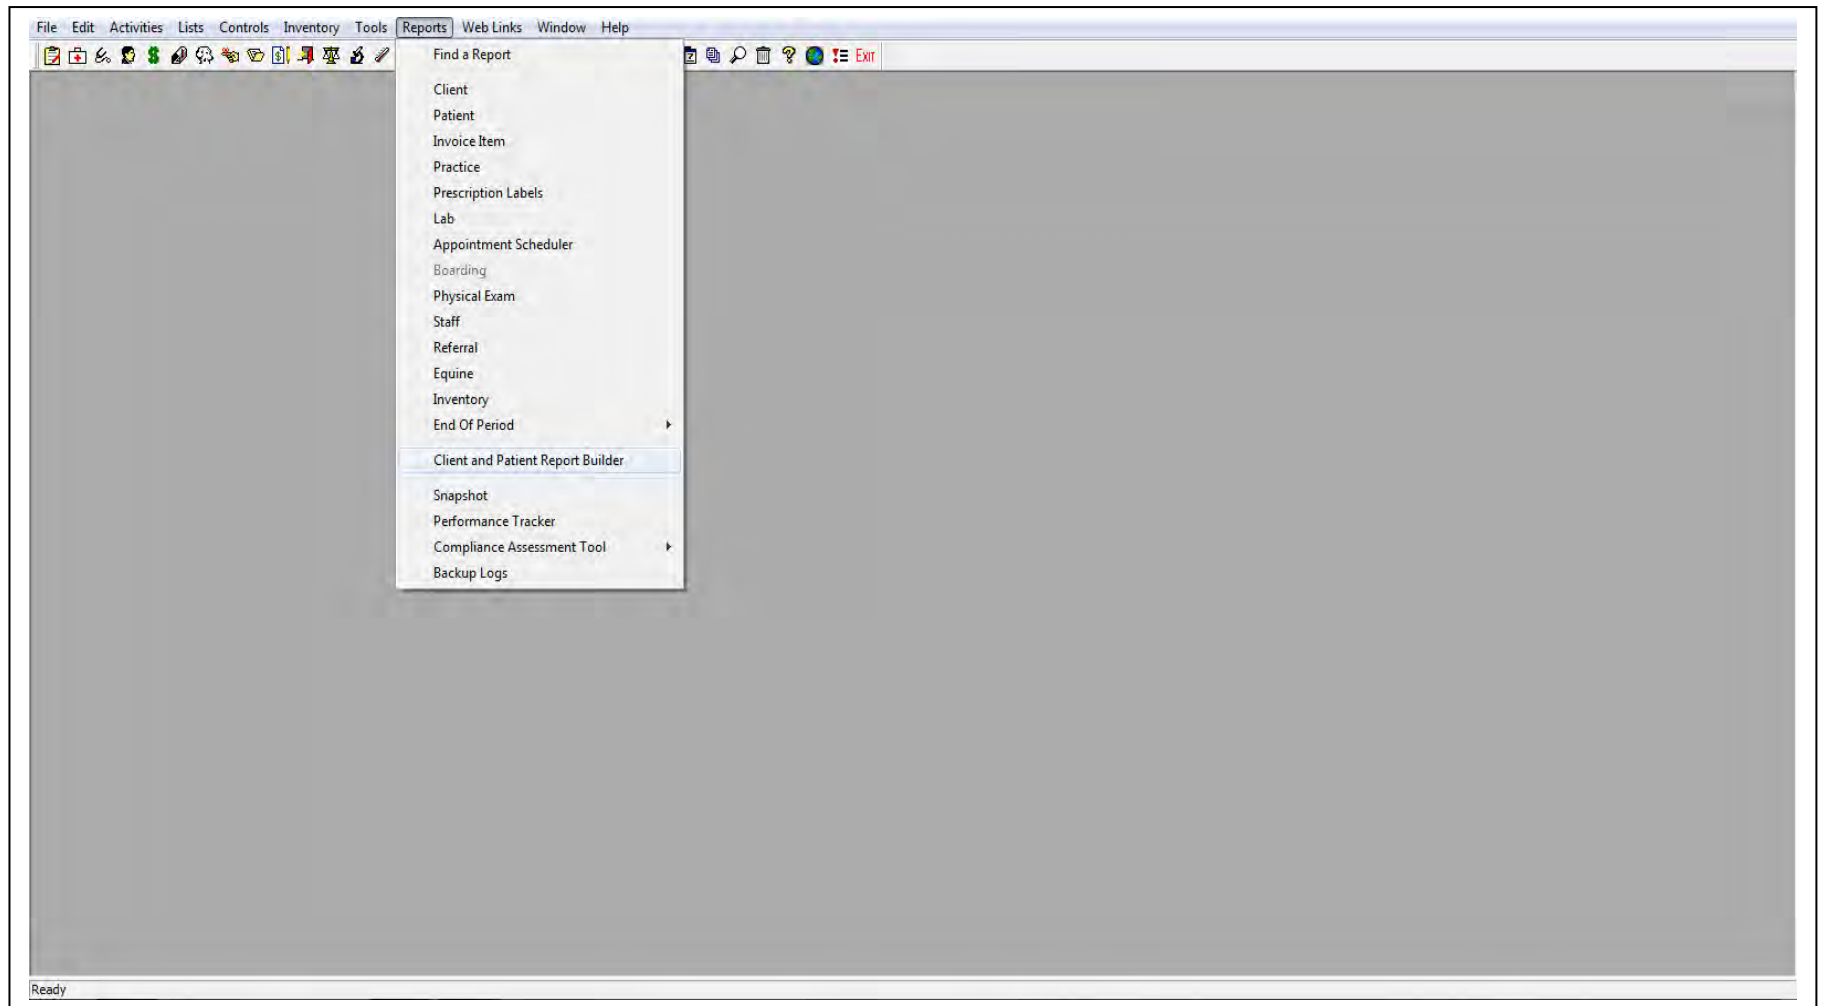 File Edit Activities Lists Controls Inventory Tools Reports Web Links Window Help
Exit
Find a Report
Client
Patient
Invoice Item
Practice
Prescription Labels
Lab
Appointment Scheduler
Boarding
Physical Exam
Staff
Referral
Equine
Inventory
End Of Period
Client and Patient Report Builder
Snapshot
Performance Tracker
Compliance Assessment Tool
Backup Logs
Ready